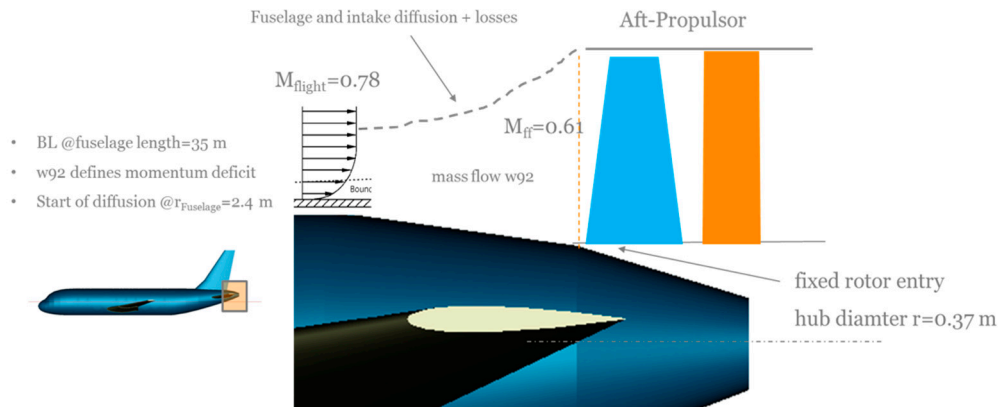 Fuselage and intake diffusion + losses
Aft-Propulsor
Mflight=0.78
Mff=0.61
• BL @fuselage length=35 m
• w92 defines momentum deficit
• Start of diffusion @rFuselage=2.4 m
mass flow w92
Bounc
fixed rotor entry
hub diamter r=0.37 m